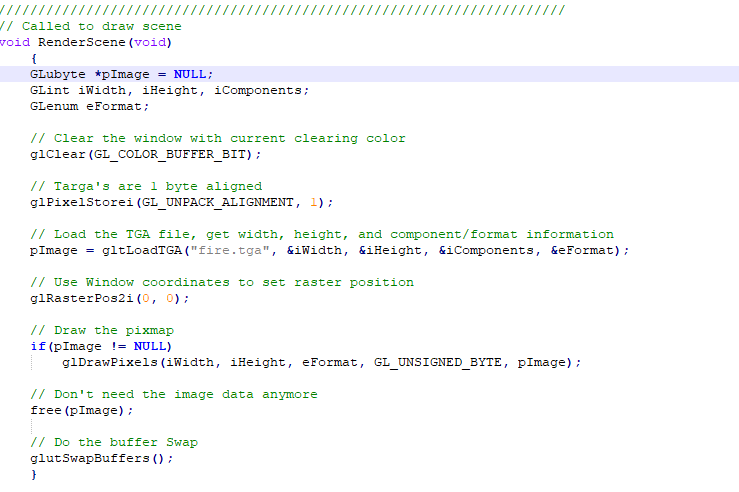 ///////////////////////////////////////////////////////////////////////
// Called to draw scene
void RenderScene(void)
{
GLubyte *pImage = NULL;
GLint iWidth, iHeight, iComponents;
GLenum eFormat;
// Clear the window with current clearing color
glClear(GL_COLOR_BUFFER_BIT);
// Targa's are 1 byte aligned
glPixelStorei(GL_UNPACK_ALIGNMENT, 1);
// Load the TGA file, get width, height, and component/format information
pImage = gltLoadTGA("fire.tga", &iWidth, &iHeight, &iComponents, &eFormat);
// Use Window coordinates to set raster position
glRasterPos2i(0, 0);
// Draw the pixmap
if(pImage != NULL)
glDrawPixels(iWidth, iHeight, eFormat, GL_UNSIGNED_BYTE, pImage);
// Don't need the image data anymore
free(pImage);
// Do the buffer Swap
glutSwapBuffers();
}